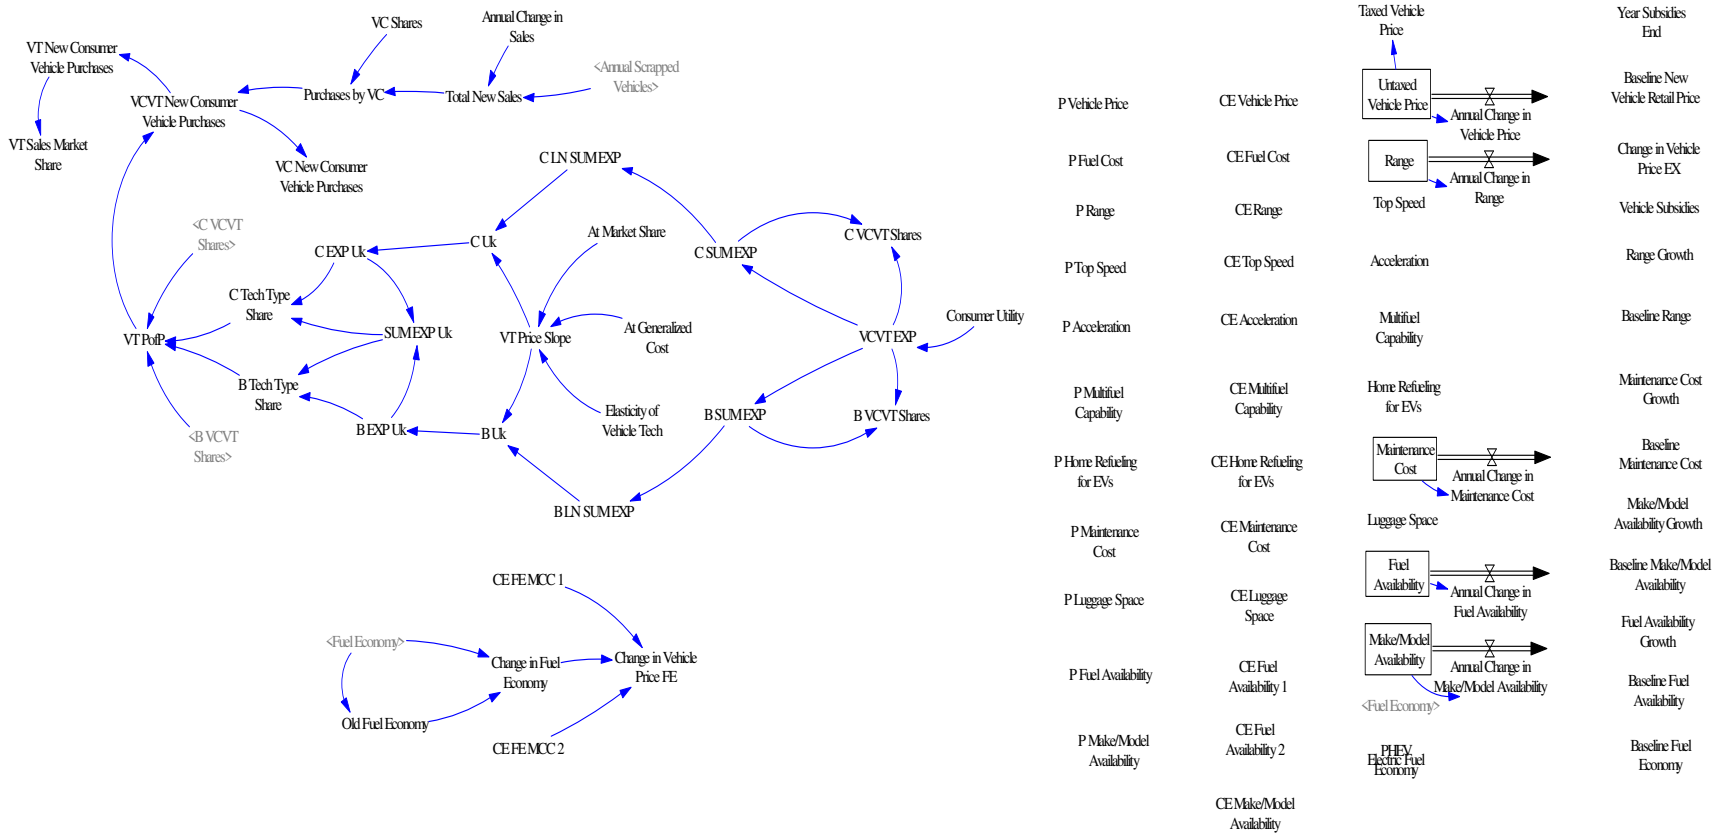 VC Shares
Annual Change in
Sales
VT New Consumer
Vehicle Purchases
<Annual Scrapped
Vehicles>
VCVT New Consumer
Vehicle Purchases
Purchases by VC
Total New Sales
VT Sales Market
Share
VC New Consumer
Vehicle Purchases
C LN SUMEXP
<C VCVT
Shares>
C EXP Uk
C Uk
At Market Share
C SUMEXP
C VCVT Shares
C Tech Type
Share
SUMEXP Uk
VT PofP
VT Price Slope
At Generalized
Cost
VCVT EXP
Consumer Utility
B Tech Type
Share
Elasticity of
Vehicle Tech
B SUMEXP
B VCVT Shares
<B VCVT
Shares>
B EXP Uk
B Uk
B LN SUMEXP
CE FE MCC 1
<Fuel Economy>
Change in Fuel
Economy
Change in Vehicle
Price FE
Old Fuel Economy
CE FE MCC 2
P Vehicle Price
P Fuel Cost
P Range
P Top Speed
P Acceleration
P Multifuel
Capability
P Home Refueling
for EVs
P Maintenance
Cost
P Luggage Space
P Fuel Availability
P Make/Model
Availability
CE Vehicle Price
CE Fuel Cost
CE Range
CE Top Speed
CE Acceleration
CE Multifuel
Capability
CE Home Refueling
for EVs
CE Maintenance
Cost
CE Luggage
Space
CE Fuel
Availability 1
CE Fuel
Availability 2
CE Make/Model
Availability
Taxed Vehicle
Price
Untaxed
Vehicle Price
Annual Change in
Vehicle Price
Range
Annual Change in
Range
Top Speed
Acceleration
Multifuel
Capability
Home Refueling
for EVs
Maintenance
Cost
Annual Change in
Maintenance Cost
Luggage Space
Fuel
Availability
Annual Change in
Fuel Availability
Make/Model
Availability
Annual Change in
Make/Model Availability
<Fuel Economy>
PHEV
Electric Fuel
Economy
Year Subsidies
End
Baseline New
Vehicle Retail Price
Change in Vehicle
Price EX
Vehicle Subsidies
Range Growth
Baseline Range
Maintenance Cost
Growth
Baseline
Maintenance Cost
Make/Model
Availability Growth
Baseline Make/Model
Availability
Fuel Availability
Growth
Baseline Fuel
Availability
Baseline Fuel
Economy